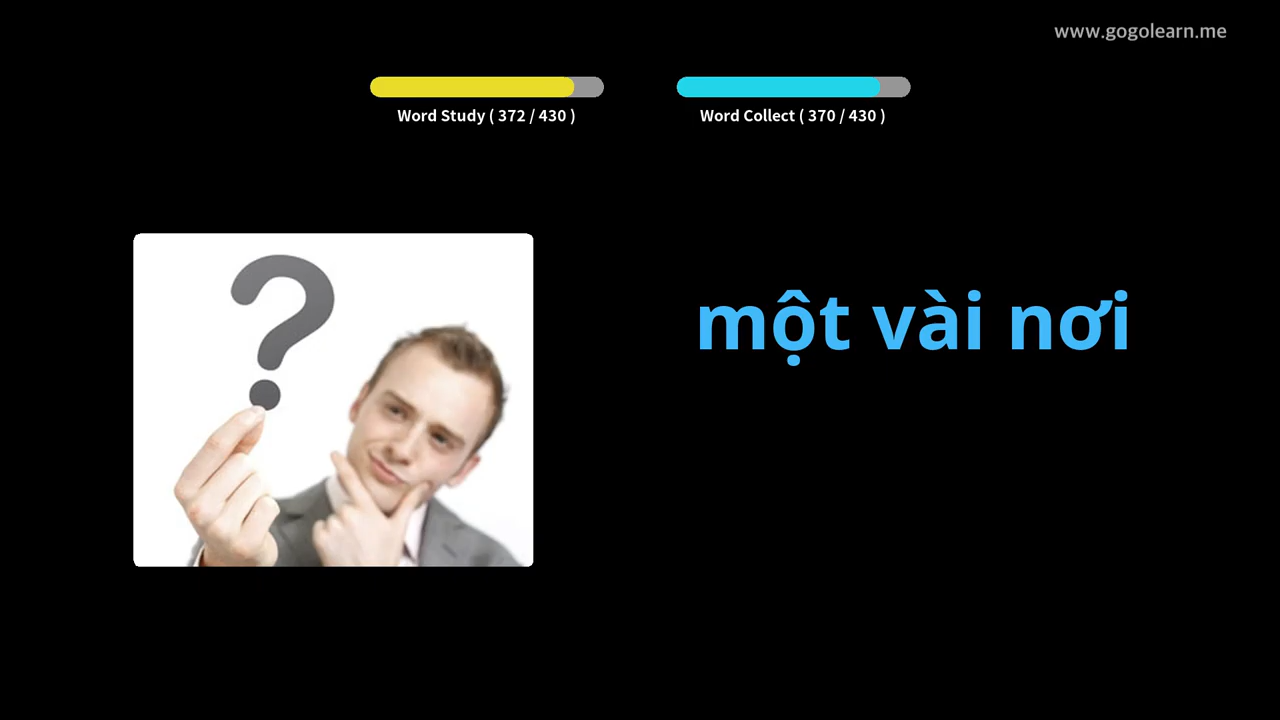 www.gogolearn.me
Word Study ( 372 / 430 )
Word Collect ( 370 / 430 )
?
một vài nơi